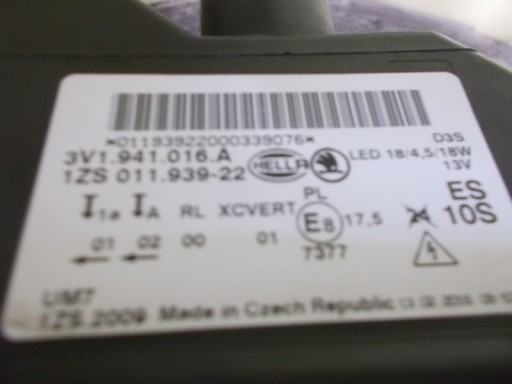 *01193922000339076*
D3S
3V1.941.016.A
HELLA
LED 18/4,5/18W
1ZS 011.939-22
13V
PL
ES
I1a IA RL XCVERT E8 17,5 10S
01 02 00 01 7377
UM7
1ZS.2009 Made in Czech Republic